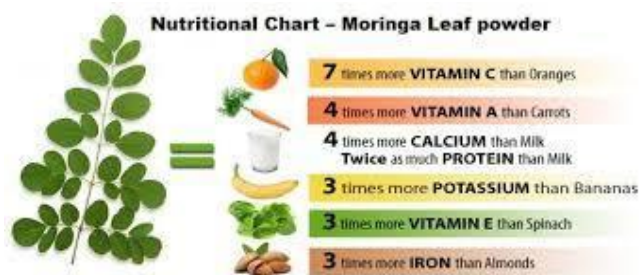 Nutritional Chart – Moringa Leaf powder
7 times more VITAMIN C than Oranges
4 times more VITAMIN A than Carrots
4 times more CALCIUM than Milk
Twice as much PROTEIN than Milk
3 times more POTASSIUM than Bananas
3 times more VITAMIN E than Spinach
3 times more IRON than Almonds